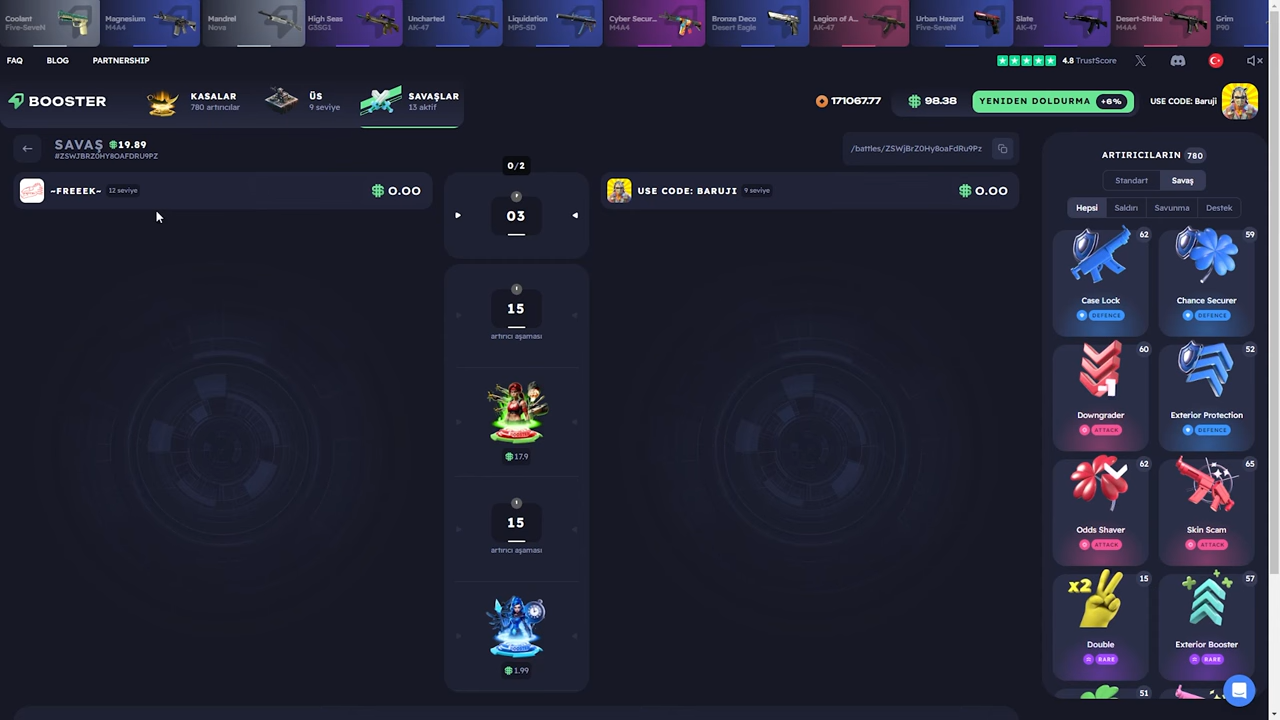 Coolant
Five-SeveN
Magnesium
M4A4
Mandrel
Nova
High Seas
G3SG1
Uncharted
AK-47
Liquidation
MP5-SD
Cyber Secur...
M4A4
Bronze Deco
Desert Eagle
Legion of A...
AK-47
Urban Hazard
Five-SeveN
Slate
AK-47
Desert-Strike
M4A4
Grim
P90
FAQ BLOG PARTNERSHIP
4.8 TrustScore
BOOSTER
KASALAR
780 artırıcılar
ÜS
9 seviye
SAVAŞLAR
13 aktif
171067.77
98.38
YENIDEN DOLDURMA +6%
USE CODE: Baruji
SAVAŞ 19.89
#ZSWJBRZ0HY8OAFDRU9PZ
/battles/ZSWjBrZ0Hy8oaFdRu9Pz
0/2
~FREEEK~ 12 seviye
0.00
03
USE CODE: BARUJI 9 seviye
0.00
15
artırıcı aşaması
17.9
15
artırıcı aşaması
1.99
ARTIRICILARIN 780
Standart Savaş
Hepsi Saldırı Savunma Destek
62
Case Lock
DEFENCE
59
Chance Securer
DEFENCE
60
-1
Downgrader
ATTACK
52
Exterior Protection
DEFENCE
62
Odds Shaver
ATTACK
65
Skin Scam
ATTACK
15
x2
Double
RARE
57
Exterior Booster
RARE
51
49